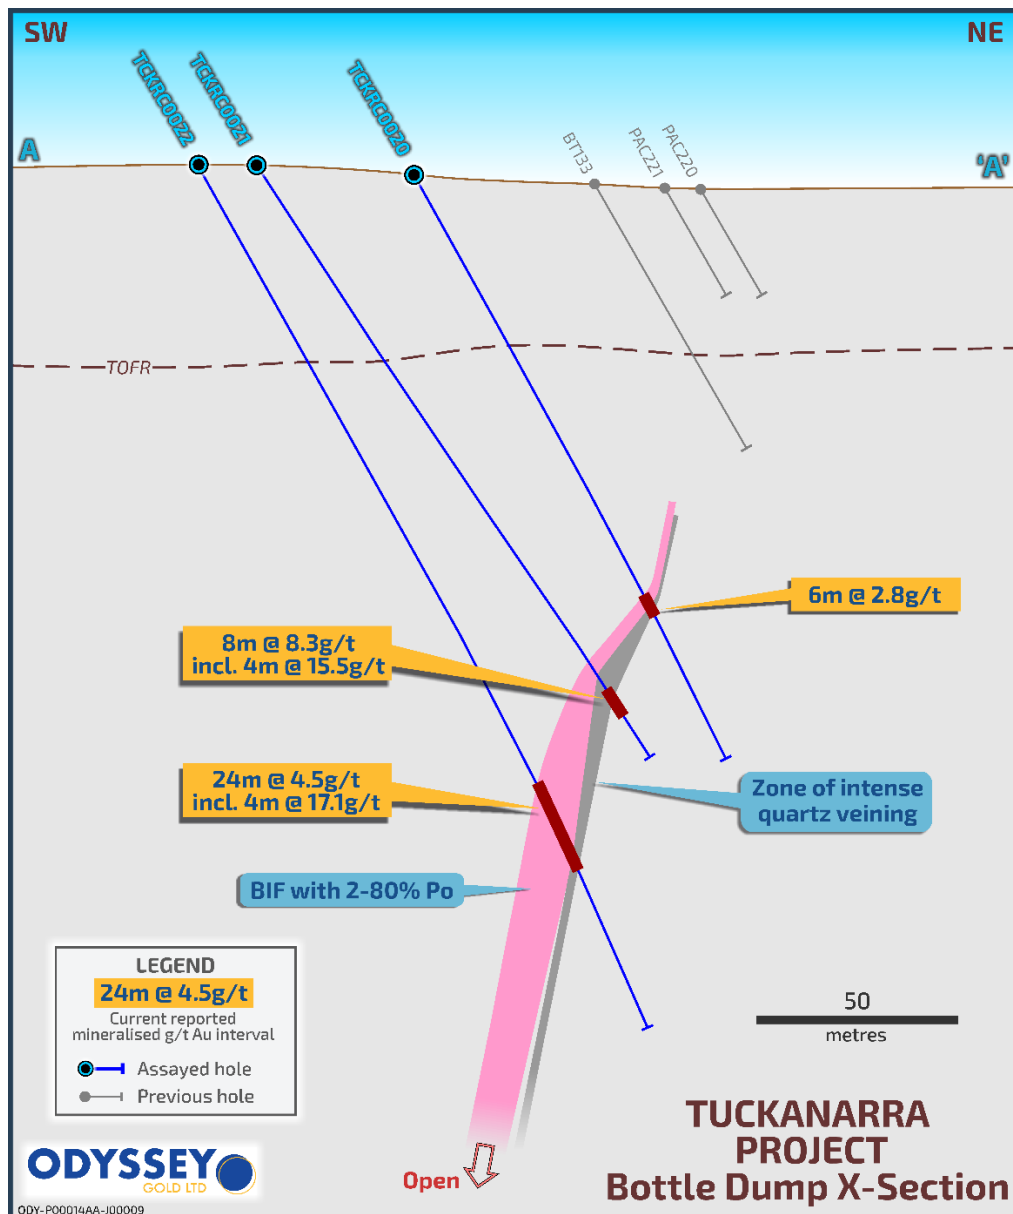 SW
NE
TCKRC0022
TCKRC0021
TCKRC0020
BT133
PAC221
PAC220
A
'A'
TOFR
6m @ 2.8g/t
8m @ 8.3g/t
incl. 4m @ 15.5g/t
24m @ 4.5g/t
incl. 4m @ 17.1g/t
Zone of intense
quartz veining
BIF with 2-80% Po
LEGEND
24m @ 4.5g/t
Current reported
mineralised g/t Au interval
Assayed hole
Previous hole
50
metres
TUCKANARRA
PROJECT
Bottle Dump X-Section
Open
ODYSSEY
GOLD LTD
ODY-P00014AA-J00009